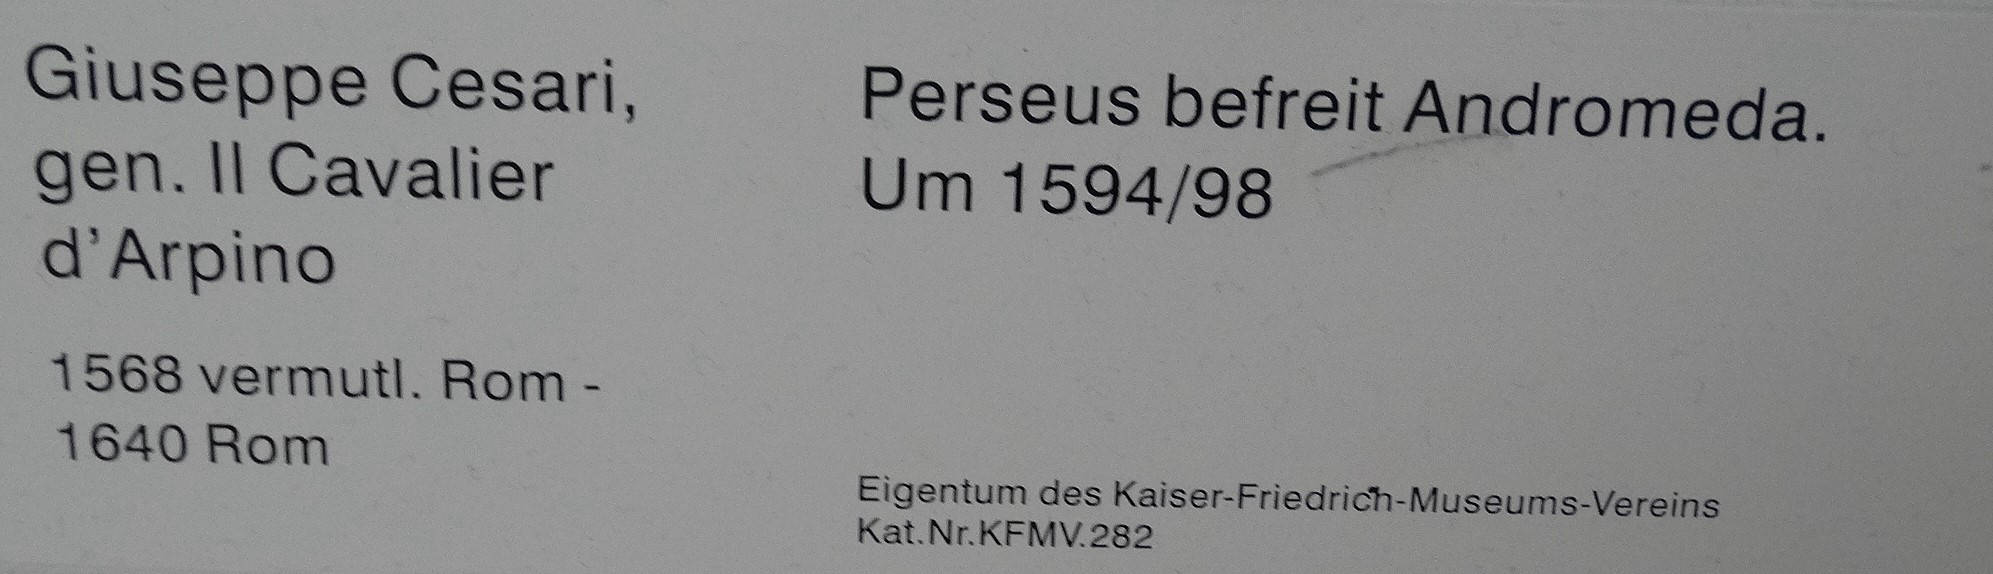 Giuseppe Cesari,
gen. Il Cavalier
d'Arpino
1568 vermutl. Rom -
1640 Rom
Perseus befreit Andromeda.
Um 1594/98
Eigentum des Kaiser-Friedrich-Museums-Vereins
Kat.Nr.KFMV.282